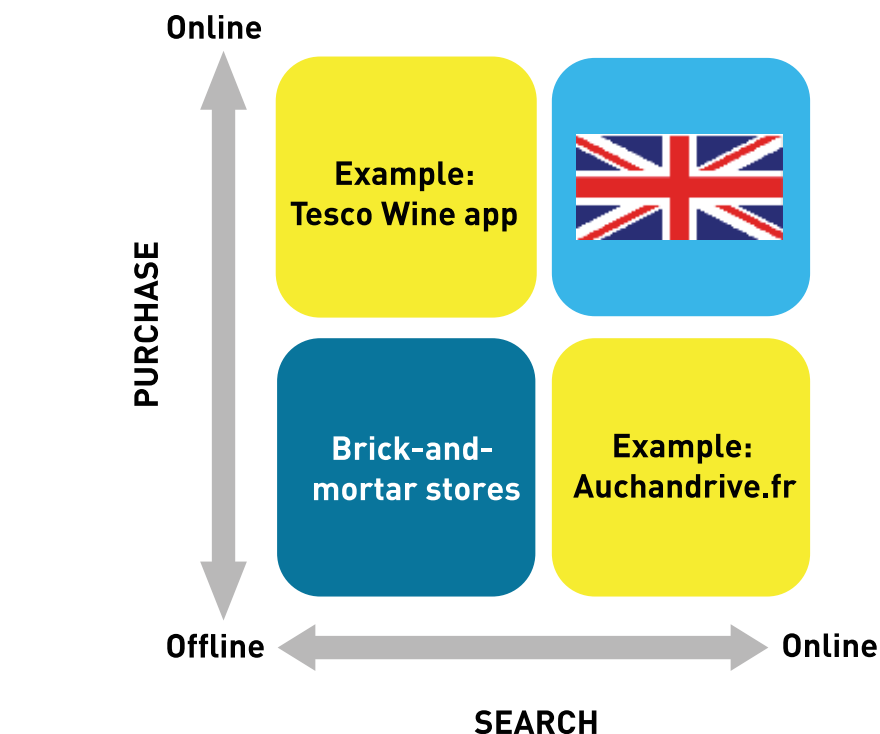 Online
Example:
Tesco Wine app
PURCHASE
Brick-and-
mortar stores
Example:
Auchandrive.fr
Offline
Online
SEARCH